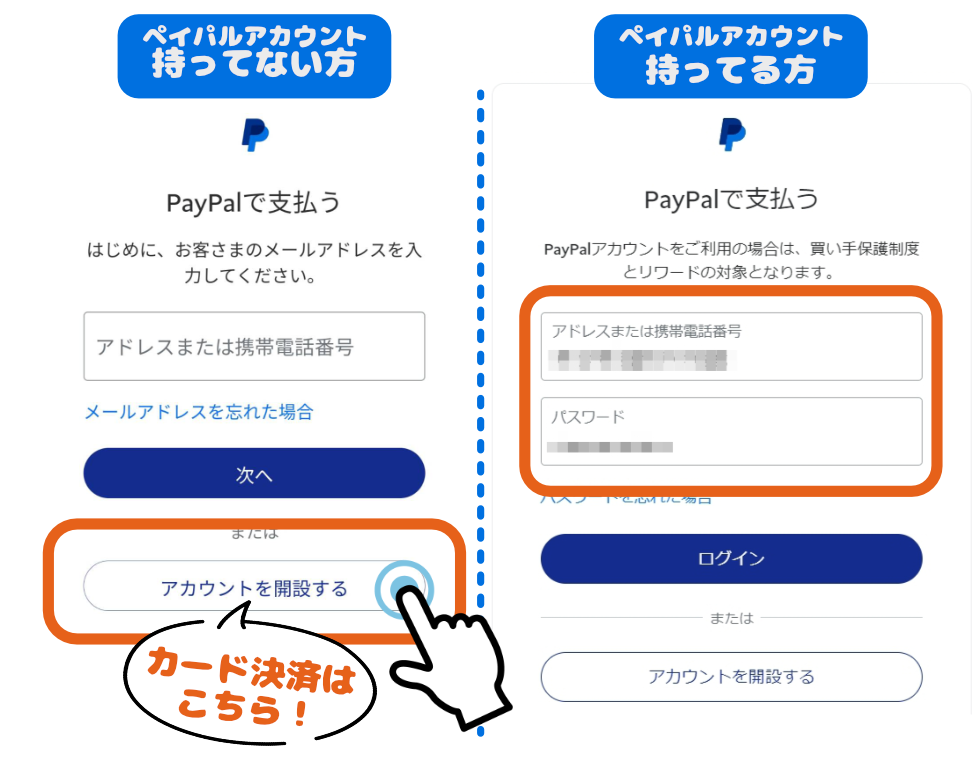 ペイパルアカウント
持ってない方
PayPalで支払う
はじめに、お客さまのメールアドレスを入
力してください。
アドレスまたは携帯電話番号
メールアドレスを忘れた場合
次へ
または
アカウントを開設する
カード決済は
こちら！
ペイパルアカウント
持ってる方
PayPalで支払う
PayPalアカウントをご利用の場合は、買い手保護制度
とリワードの対象となります。
アドレスまたは携帯電話番号
パスワード
パスワードを忘れた場合
ログイン
または
アカウントを開設する